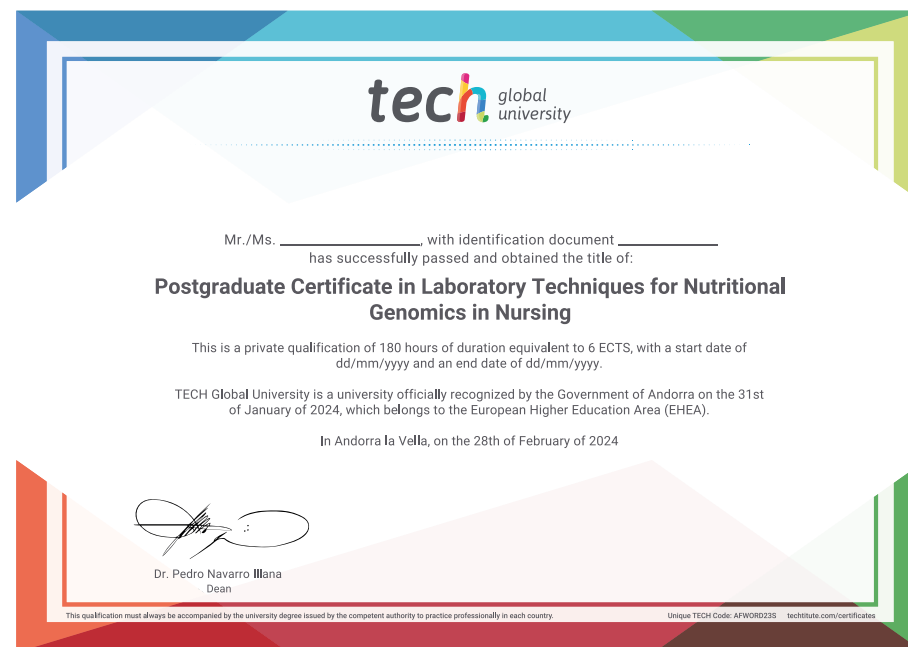 tech global university
Mr./Ms. ____________________, with identification document ______________
has successfully passed and obtained the title of:
Postgraduate Certificate in Laboratory Techniques for Nutritional
Genomics in Nursing
This is a private qualification of 180 hours of duration equivalent to 6 ECTS, with a start date of
dd/mm/yyyy and an end date of dd/mm/yyyy.
TECH Global University is a university officially recognized by the Government of Andorra on the 31st
of January of 2024, which belongs to the European Higher Education Area (EHEA).
In Andorra la Vella, on the 28th of February of 2024
Dr. Pedro Navarro Illana
Dean
This qualification must always be accompanied by the university degree issued by the competent authority to practice professionally in each country.
Unique TECH Code: AFWORD23S techtitute.com/certificates